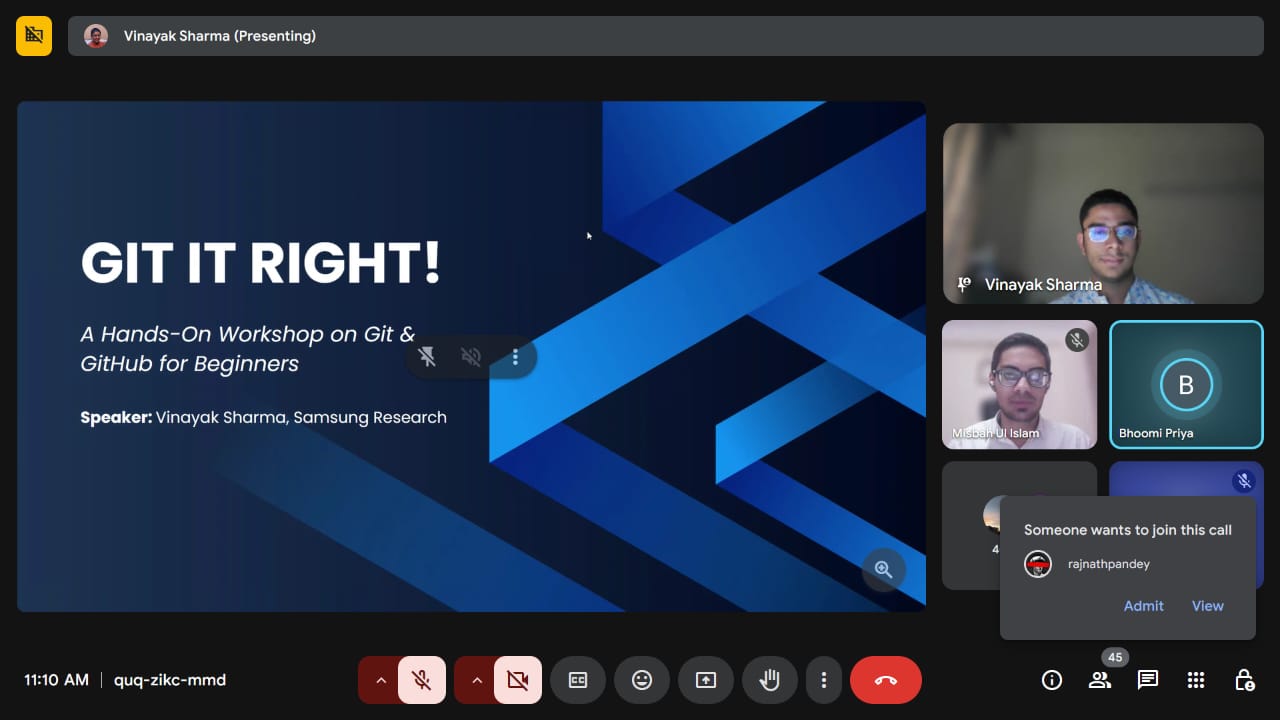 Vinayak Sharma (Presenting)
GIT IT RIGHT!
A Hands-On Workshop on Git &
GitHub for Beginners
Speaker: Vinayak Sharma, Samsung Research
Vinayak Sharma
Misbah Ul Islam
B
Bhoomi Priya
4
Someone wants to join this call
rajnathpandey
Admit View
11:10 AM | quq-zikc-mmd
CC
45